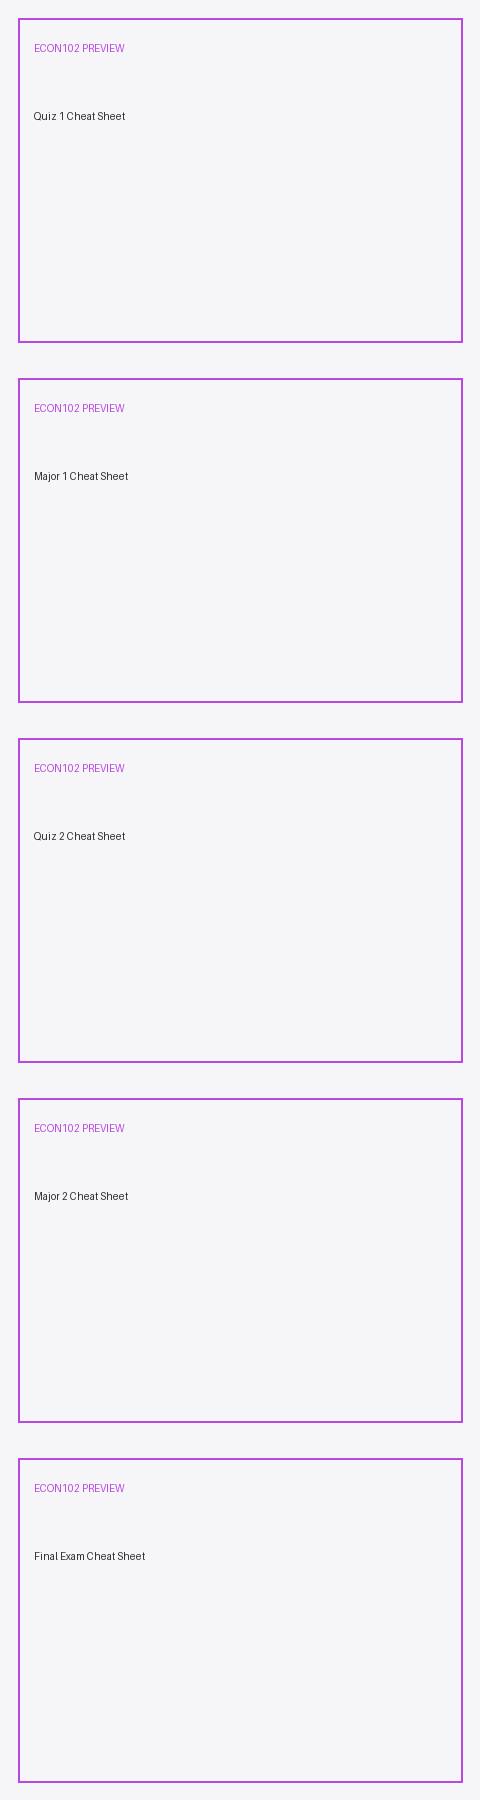 ECON102 PREVIEW
Quiz 1 Cheat Sheet
ECON102 PREVIEW
Major 1 Cheat Sheet
ECON102 PREVIEW
Quiz 2 Cheat Sheet
ECON102 PREVIEW
Major 2 Cheat Sheet
ECON102 PREVIEW
Final Exam Cheat Sheet